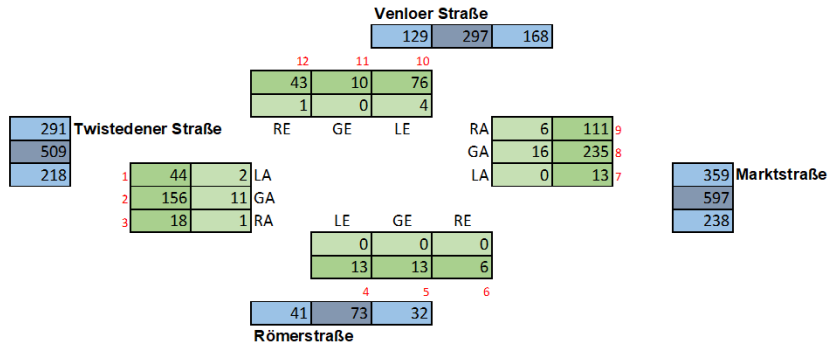 Venloer Straße
129 297 168
12 11 10
43 10 76
1 0 4
RE GE LE
291
509
218
Twistedener Straße
1 44 2 LA
2 156 11 GA
3 18 1 RA
RA 6 111 9
GA 16 235 8
LA 0 13 7
359
597
238
Marktstraße
LE GE RE
0 0 0
13 13 6
4 5 6
41 73 32
Römerstraße